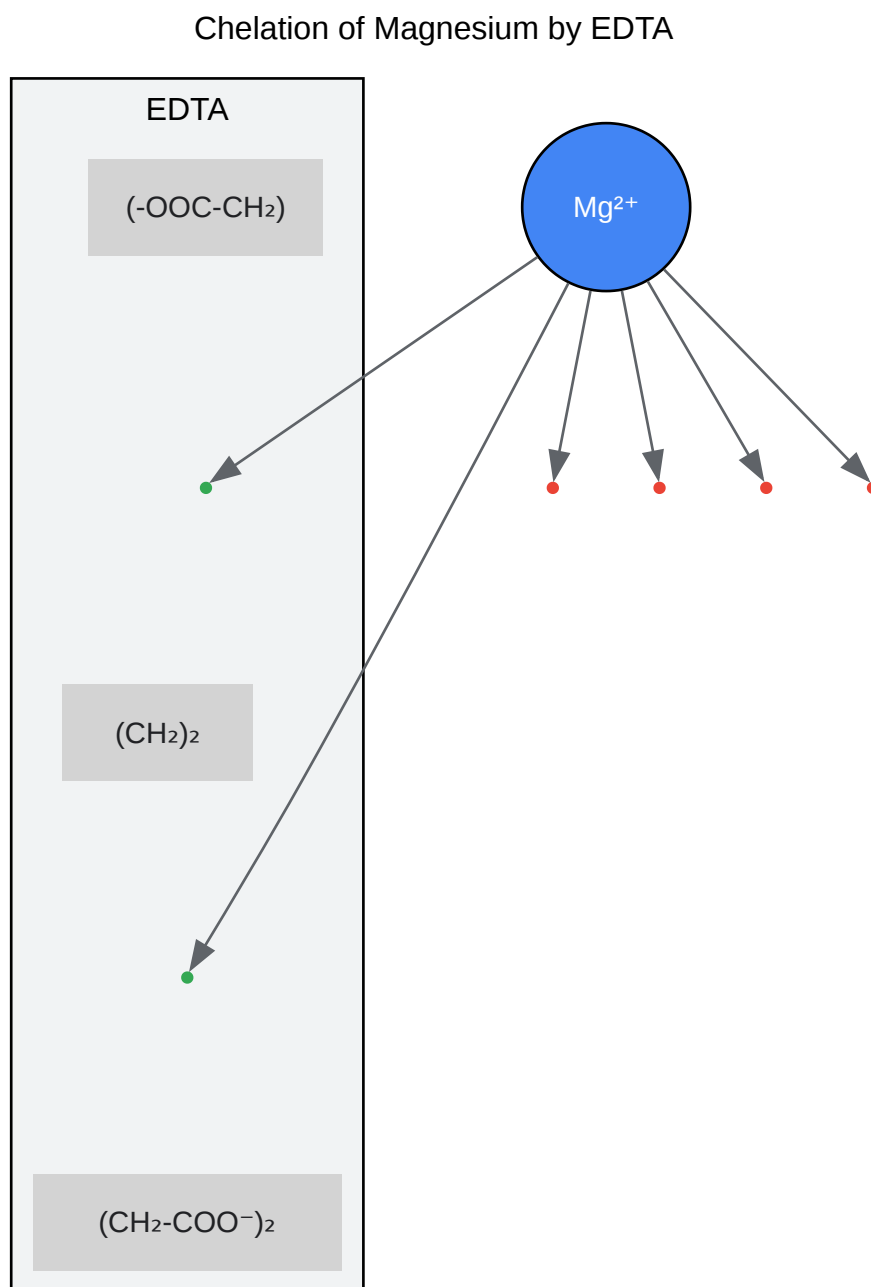 Chelation of Magnesium by EDTA
EDTA
(-OOC-CH₂)
Mg²⁺
(CH₂)₂
(CH₂-COO⁻)₂